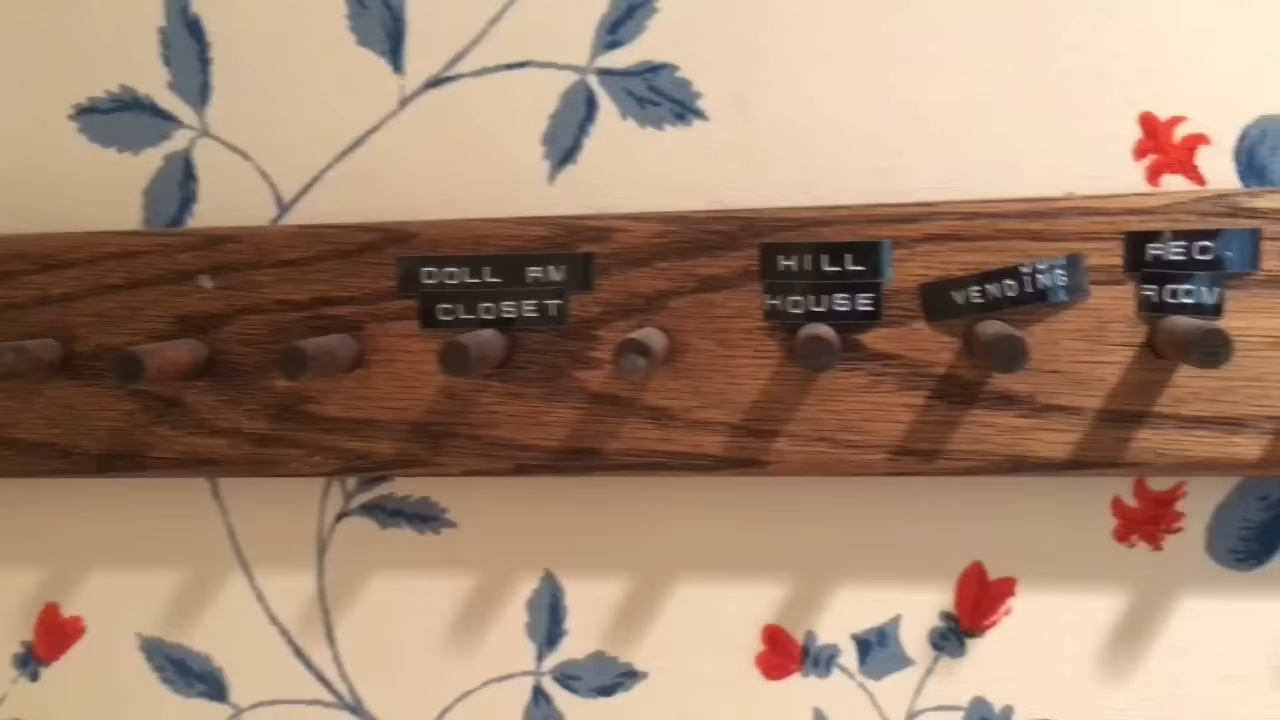 DOLL RM
CLOSET
HILL
HOUSE
VENDING
REC
ROOM